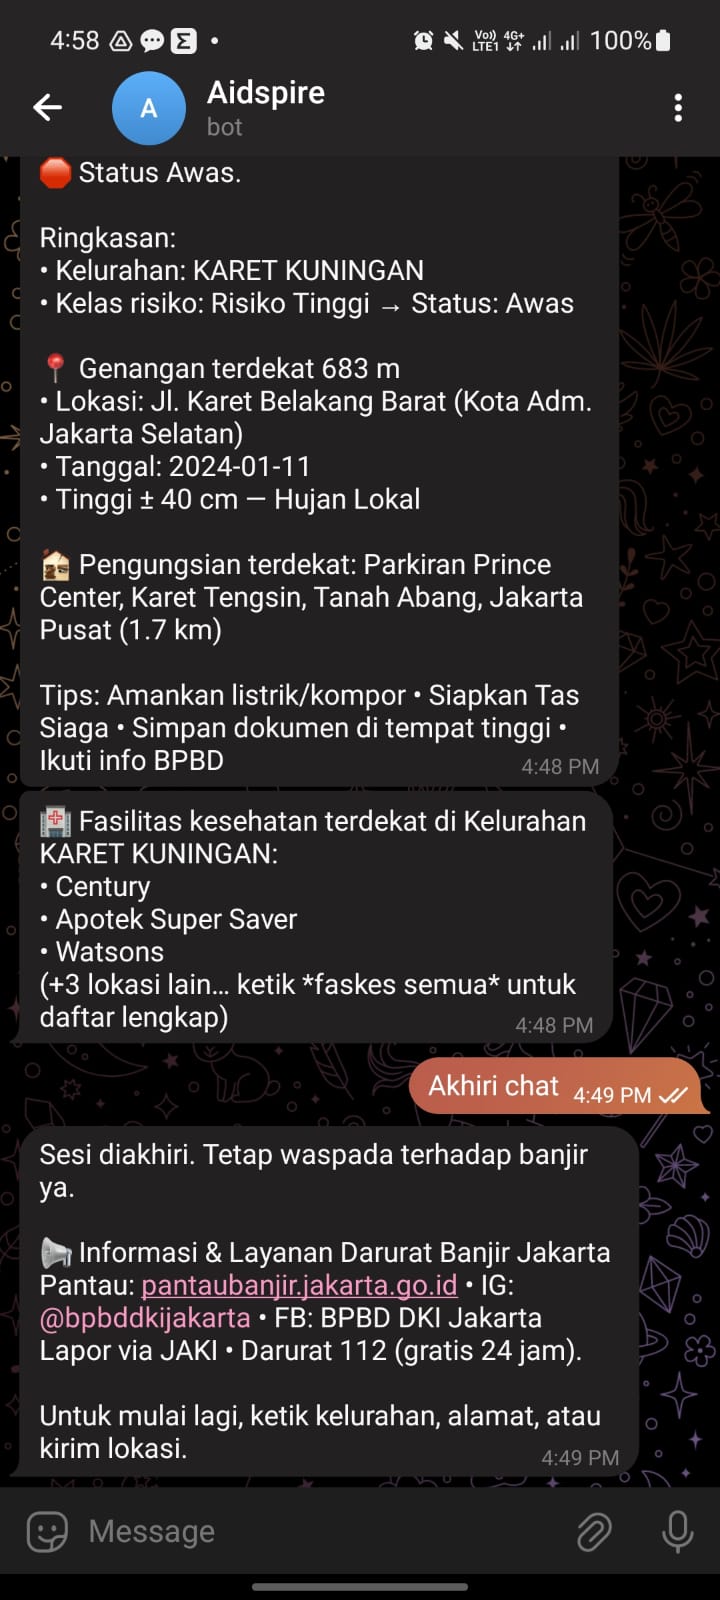 4:58
Vo)) LTE1 4G+ 100%
Aidspire
A
bot
Status Awas.
Ringkasan:
• Kelurahan: KARET KUNINGAN
• Kelas risiko: Risiko Tinggi → Status: Awas
Genangan terdekat 683 m
• Lokasi: Jl. Karet Belakang Barat (Kota Adm.
Jakarta Selatan)
• Tanggal: 2024-01-11
• Tinggi ± 40 cm — Hujan Lokal
Pengungsian terdekat: Parkiran Prince
Center, Karet Tengsin, Tanah Abang, Jakarta
Pusat (1.7 km)
Tips: Amankan listrik/kompor • Siapkan Tas
Siaga • Simpan dokumen di tempat tinggi •
Ikuti info BPBD
4:48 PM
Fasilitas kesehatan terdekat di Kelurahan
KARET KUNINGAN:
• Century
• Apotek Super Saver
• Watsons
(+3 lokasi lain... ketik *faskes semua* untuk
daftar lengkap)
4:48 PM
Akhiri chat 4:49 PM
Sesi diakhiri. Tetap waspada terhadap banjir
ya.
Informasi & Layanan Darurat Banjir Jakarta
Pantau: pantaubanjir.jakarta.go.id • IG:
@bpbddkijakarta • FB: BPBD DKI Jakarta
Lapor via JAKI • Darurat 112 (gratis 24 jam).
Untuk mulai lagi, ketik kelurahan, alamat, atau
kirim lokasi.
4:49 PM
Message